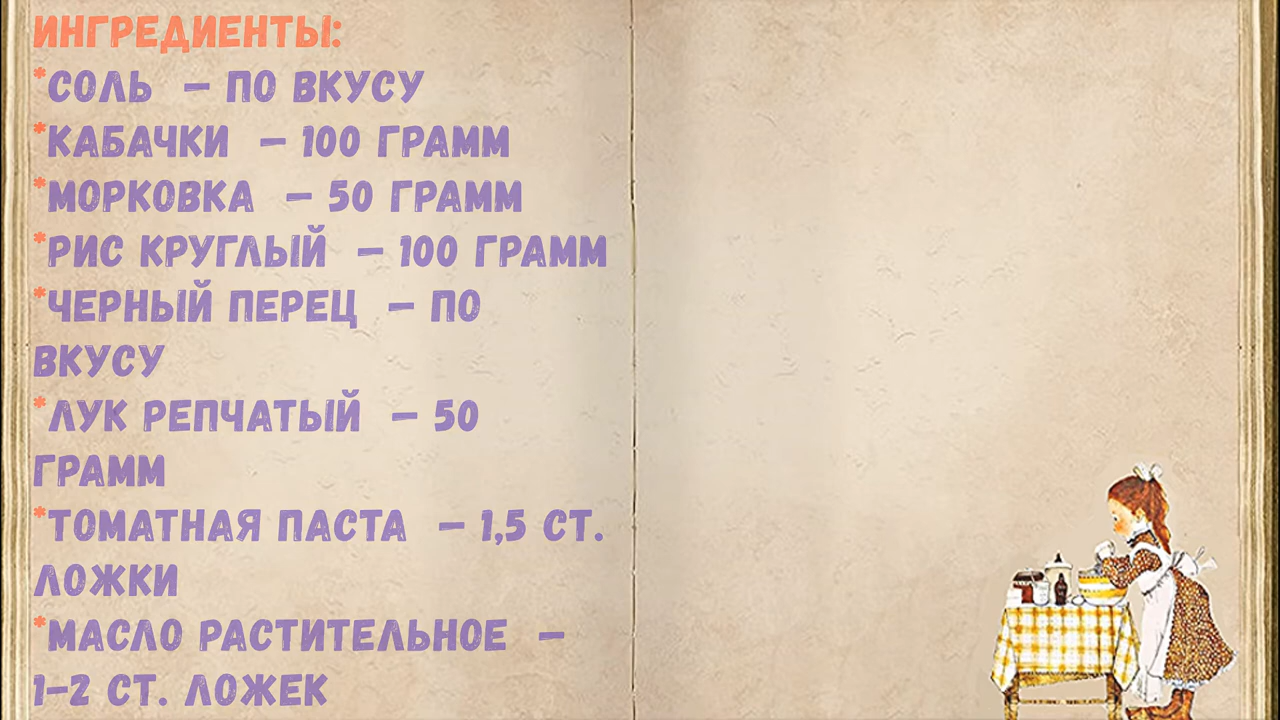 ИНГРЕДИЕНТЫ:
*СОЛЬ – ПО ВКУСУ
*КАБАЧКИ – 100 ГРАММ
*МОРКОВКА – 50 ГРАММ
*РИС КРУГЛЫЙ – 100 ГРАММ
*ЧЕРНЫЙ ПЕРЕЦ – ПО
ВКУСУ
*ЛУК РЕПЧАТЫЙ – 50
ГРАММ
*ТОМАТНАЯ ПАСТА – 1,5 СТ.
ЛОЖКИ
*МАСЛО РАСТИТЕЛЬНОЕ –
1-2 СТ. ЛОЖЕК